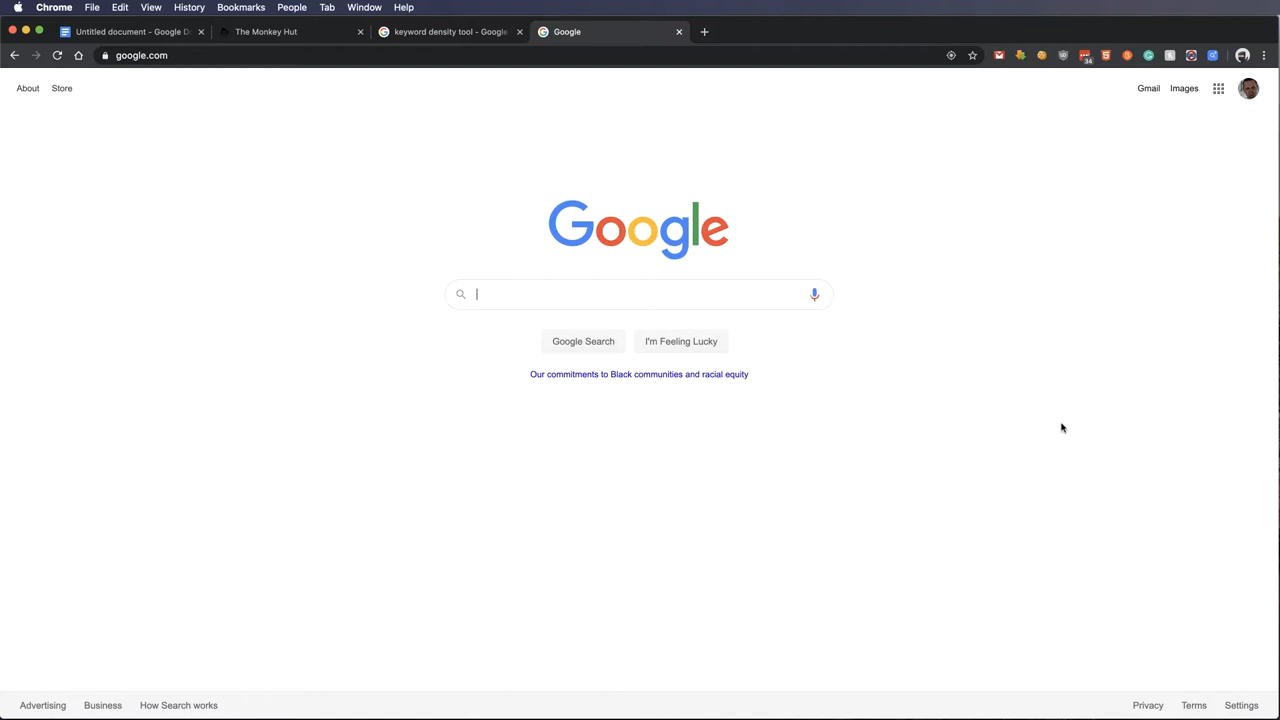 Chrome File Edit View History Bookmarks People Tab Window Help
Untitled document - Google Do The Monkey Hut keyword density tool - Google Google
google.com
34
About Store Gmail Images
Google
Google Search I'm Feeling Lucky
Our commitments to Black communities and racial equity
Advertising Business How Search works Privacy Terms Settings